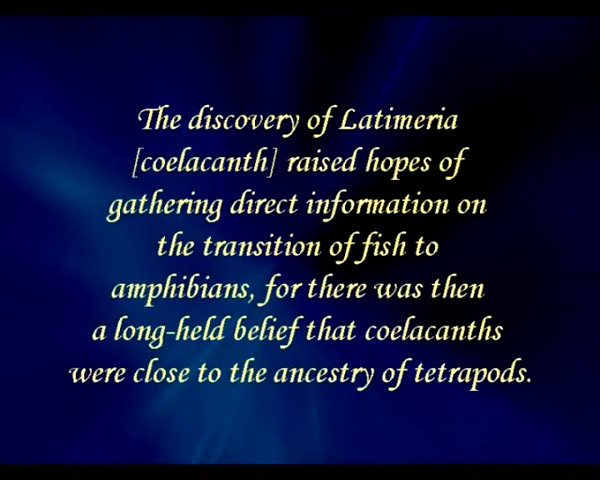 The discovery of Latimeria
[coelacanth] raised hopes of
gathering direct information on
the transition of fish to
amphibians, for there was then
a long-held belief that coelacanths
were close to the ancestry of tetrapods.